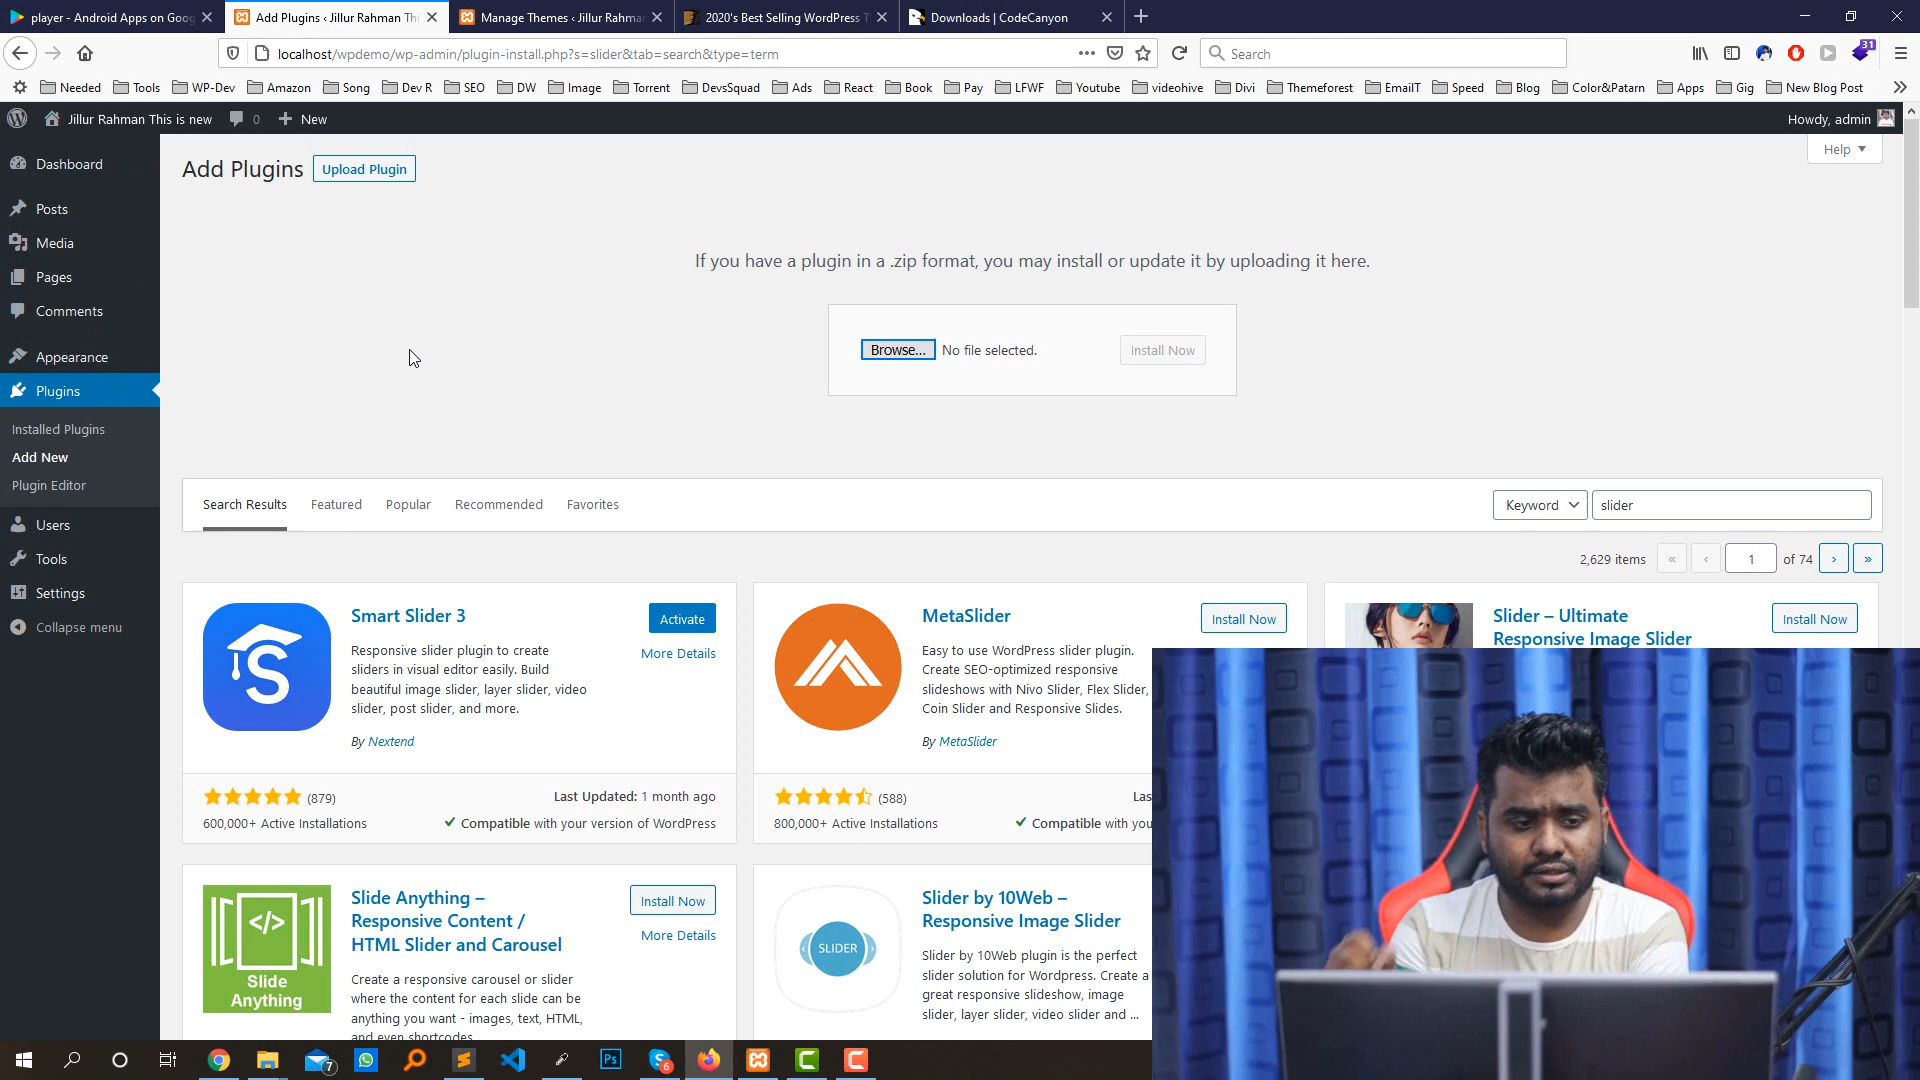 player - Android Apps on Goog
Add Plugins ‹ Jillur Rahman Thi
Manage Themes ‹ Jillur Rahma
2020's Best Selling WordPress T
Downloads | CodeCanyon
localhost/wpdemo/wp-admin/plugin-install.php?s=slider&tab=search&type=term
Search
31
Needed
Tools
WP-Dev
Amazon
Song
Dev R
SEO
DW
Image
Torrent
DevsSquad
Ads
React
Book
Pay
LFWF
Youtube
videohive
Divi
Themeforest
EmailT
Speed
Blog
Color&Patarn
Apps
Gig
New Blog Post
Jillur Rahman This is new
0
New
Howdy, admin
Dashboard
Posts
Media
Pages
Comments
Appearance
Plugins
Installed Plugins
Add New
Plugin Editor
Users
Tools
Settings
Collapse menu
Add Plugins
Upload Plugin
Help
If you have a plugin in a .zip format, you may install or update it by uploading it here.
Browse... No file selected.
Install Now
Search Results
Featured
Popular
Recommended
Favorites
Keyword
slider
2,629 items
«
‹
1
of 74
›
»
Smart Slider 3
Activate
More Details
Responsive slider plugin to create
sliders in visual editor easily. Build
beautiful image slider, layer slider, video
slider, post slider, and more.
By Nextend
(879)
Last Updated: 1 month ago
600,000+ Active Installations
Compatible with your version of WordPress
MetaSlider
Install Now
Easy to use WordPress slider plugin.
Create SEO-optimized responsive
slideshows with Nivo Slider, Flex Slider,
Coin Slider and Responsive Slides.
By MetaSlider
(588)
Las
800,000+ Active Installations
Compatible with you
Slider – Ultimate
Responsive Image Slider
Install Now
Slide Anything –
Responsive Content /
HTML Slider and Carousel
Install Now
More Details
Create a responsive carousel or slider
where the content for each slide can be
anything you want - images, text, HTML,
and even shortcodes
Slide
Anything
Slider by 10Web –
Responsive Image Slider
SLIDER
Slider by 10Web plugin is the perfect
slider solution for Wordpress. Create a
great responsive slideshow, image
slider, layer slider, video slider and ...
7
Ps
6